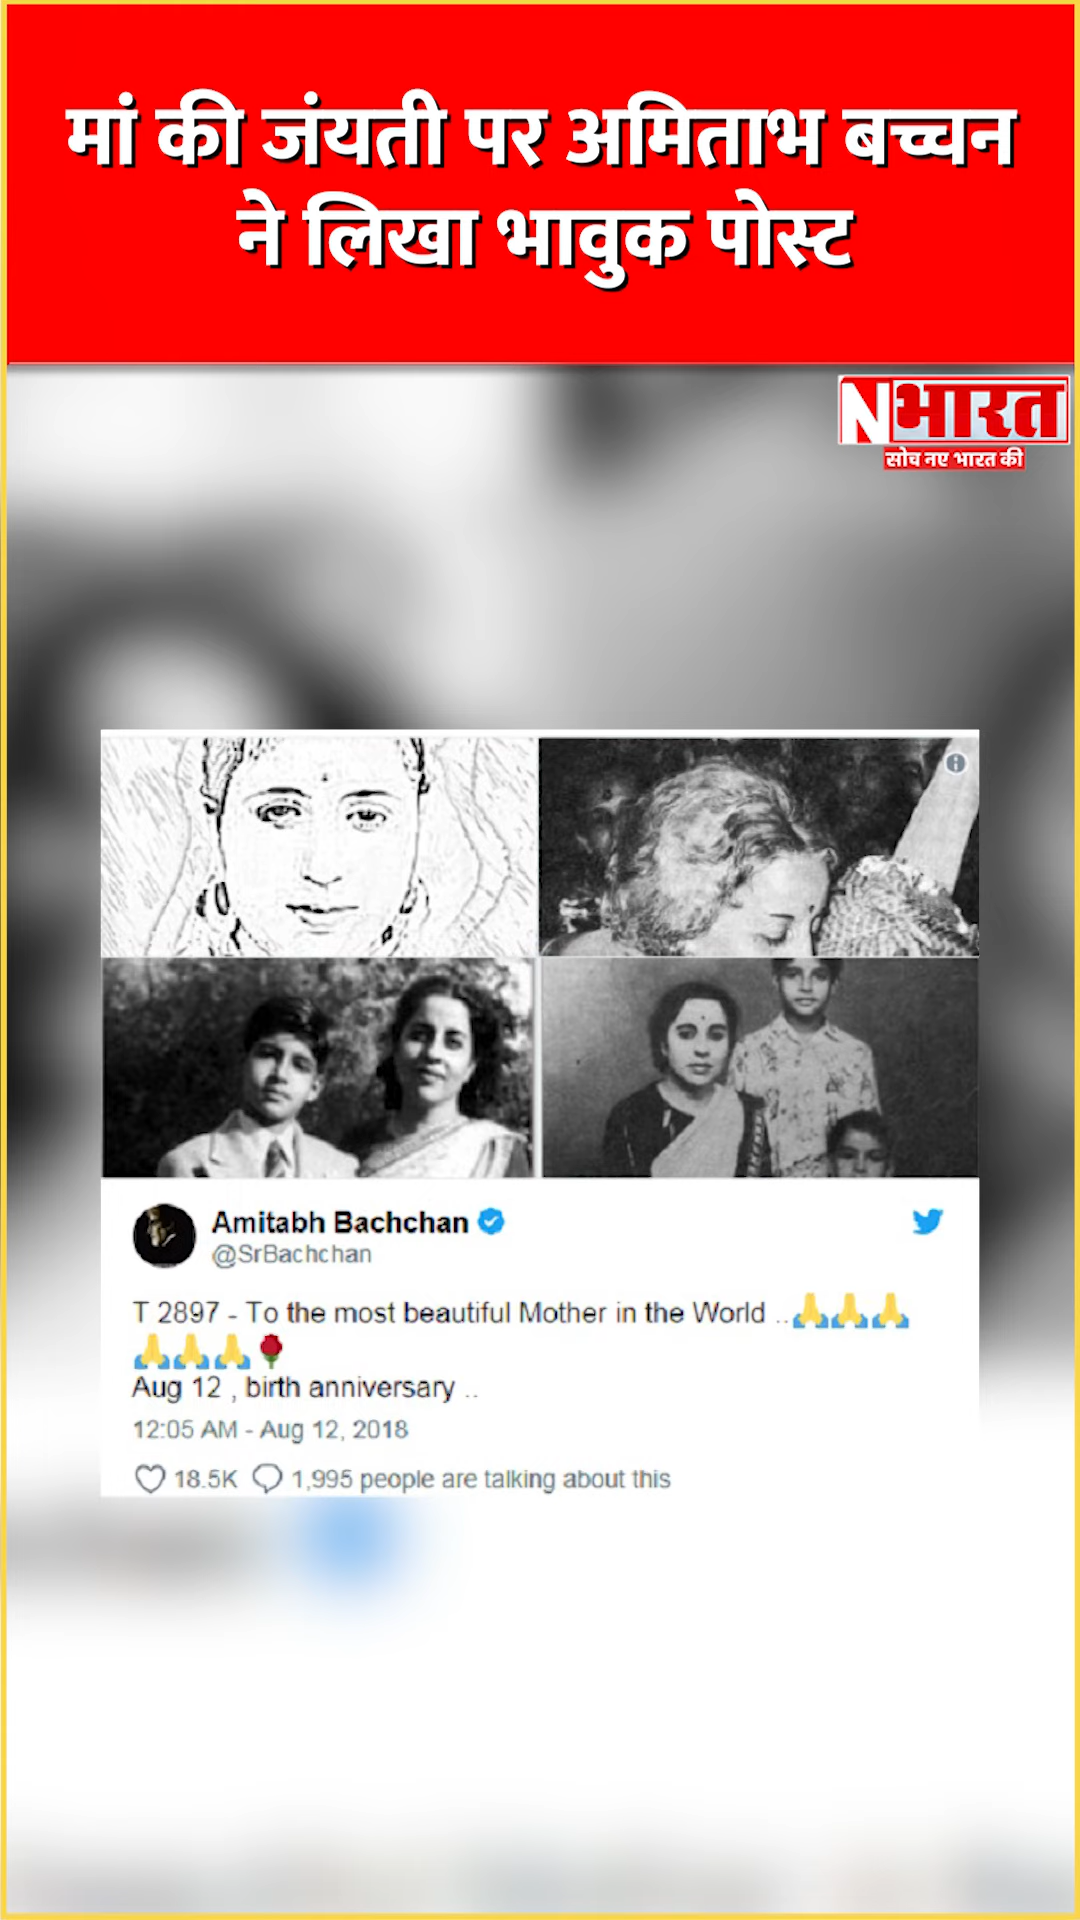 मां की जंयती पर अमिताभ बच्चन
ने लिखा भावुक पोस्ट
Nभारत
सोच नए भारत की
Amitabh Bachchan
@SrBachchan
T 2897 - To the most beautiful Mother in the World ..🙏🙏🙏
🙏🙏🙏🌹
Aug 12 , birth anniversary ..
12:05 AM - Aug 12, 2018
18.5K 1,995 people are talking about this